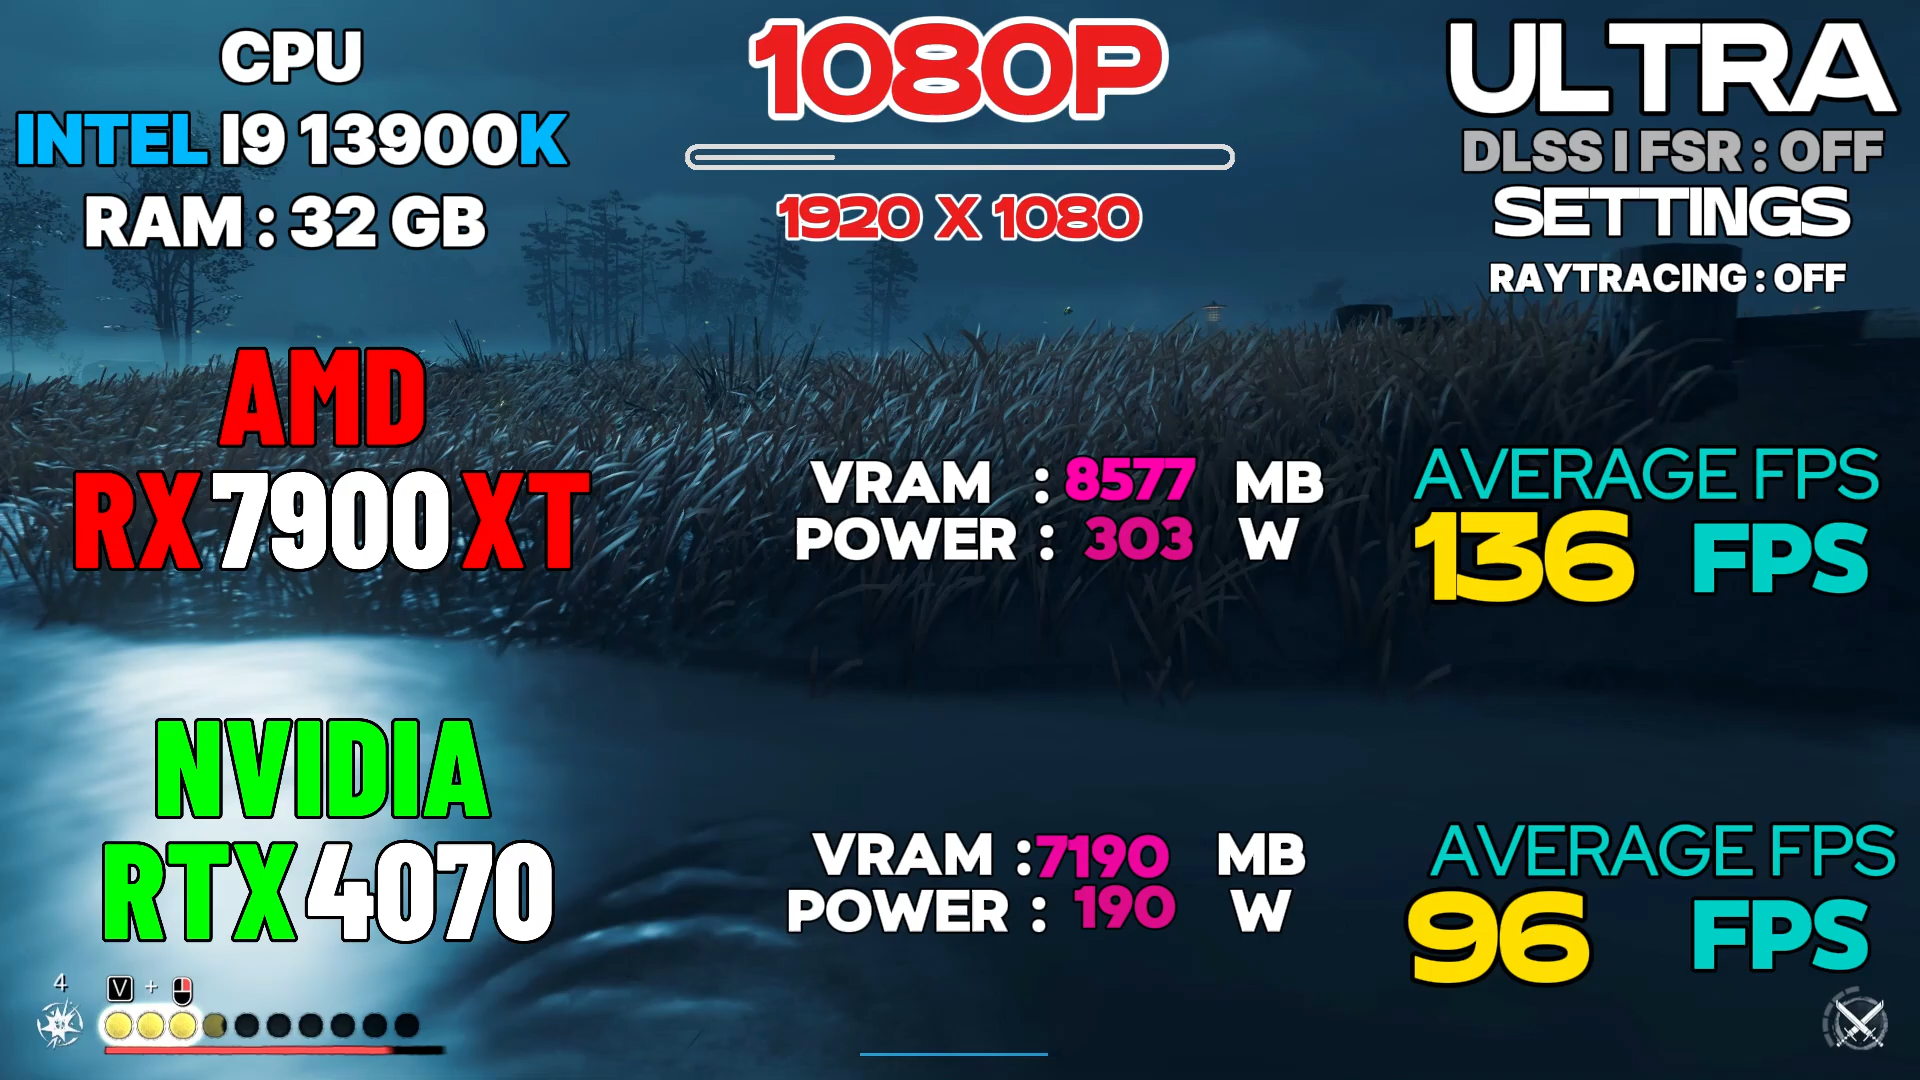 CPU
INTEL I9 13900K
RAM : 32 GB
1080P
1920 X 1080
ULTRA
DLSS | FSR : OFF
SETTINGS
RAYTRACING : OFF
AMD
RX 7900 XT
VRAM : 8577 MB
POWER : 303 W
AVERAGE FPS
136 FPS
NVIDIA
RTX 4070
VRAM : 7190 MB
POWER : 190 W
AVERAGE FPS
96 FPS
4
V +